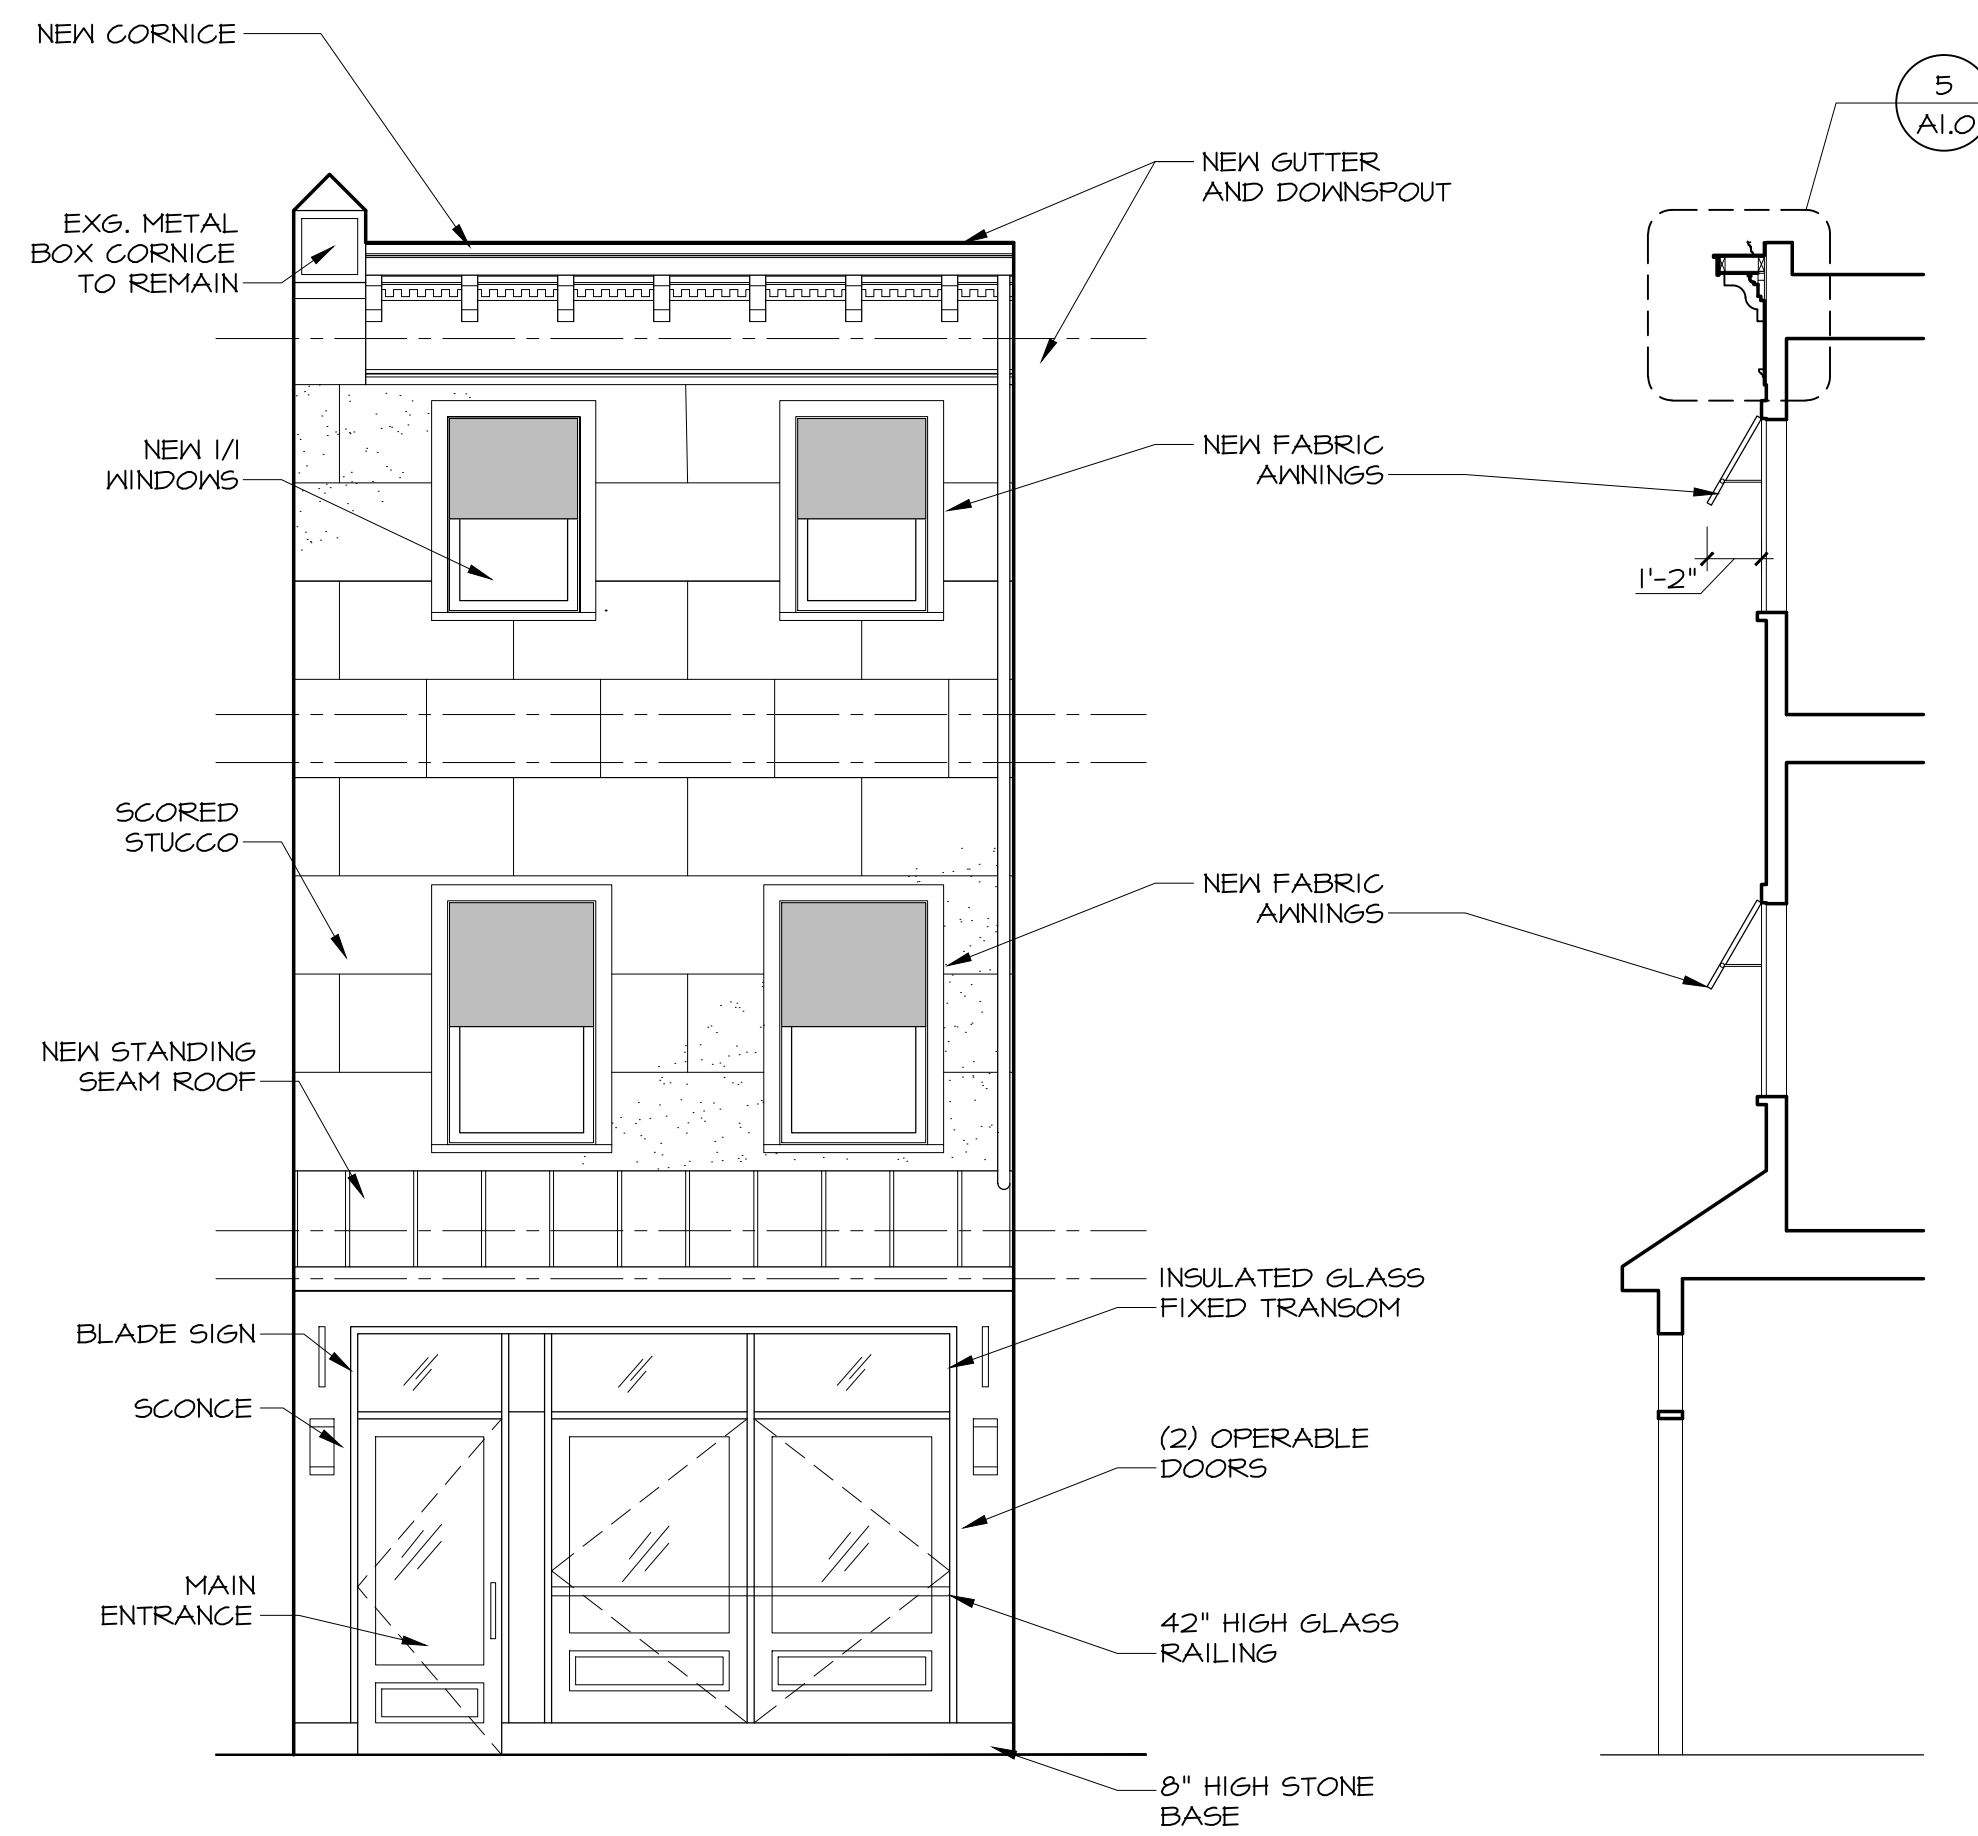 NEW CORNICE
5
A1.0
NEW GUTTER
AND DOWNSPOUT
EXG. METAL
BOX CORNICE
TO REMAIN
NEW 1/1
WINDOWS
NEW FABRIC
AWNINGS
1'-2"
SCORED
STUCCO
NEW FABRIC
AWNINGS
NEW STANDING
SEAM ROOF
INSULATED GLASS
FIXED TRANSOM
BLADE SIGN
SCONCE
(2) OPERABLE
DOORS
MAIN
ENTRANCE
42" HIGH GLASS
RAILING
8" HIGH STONE
BASE